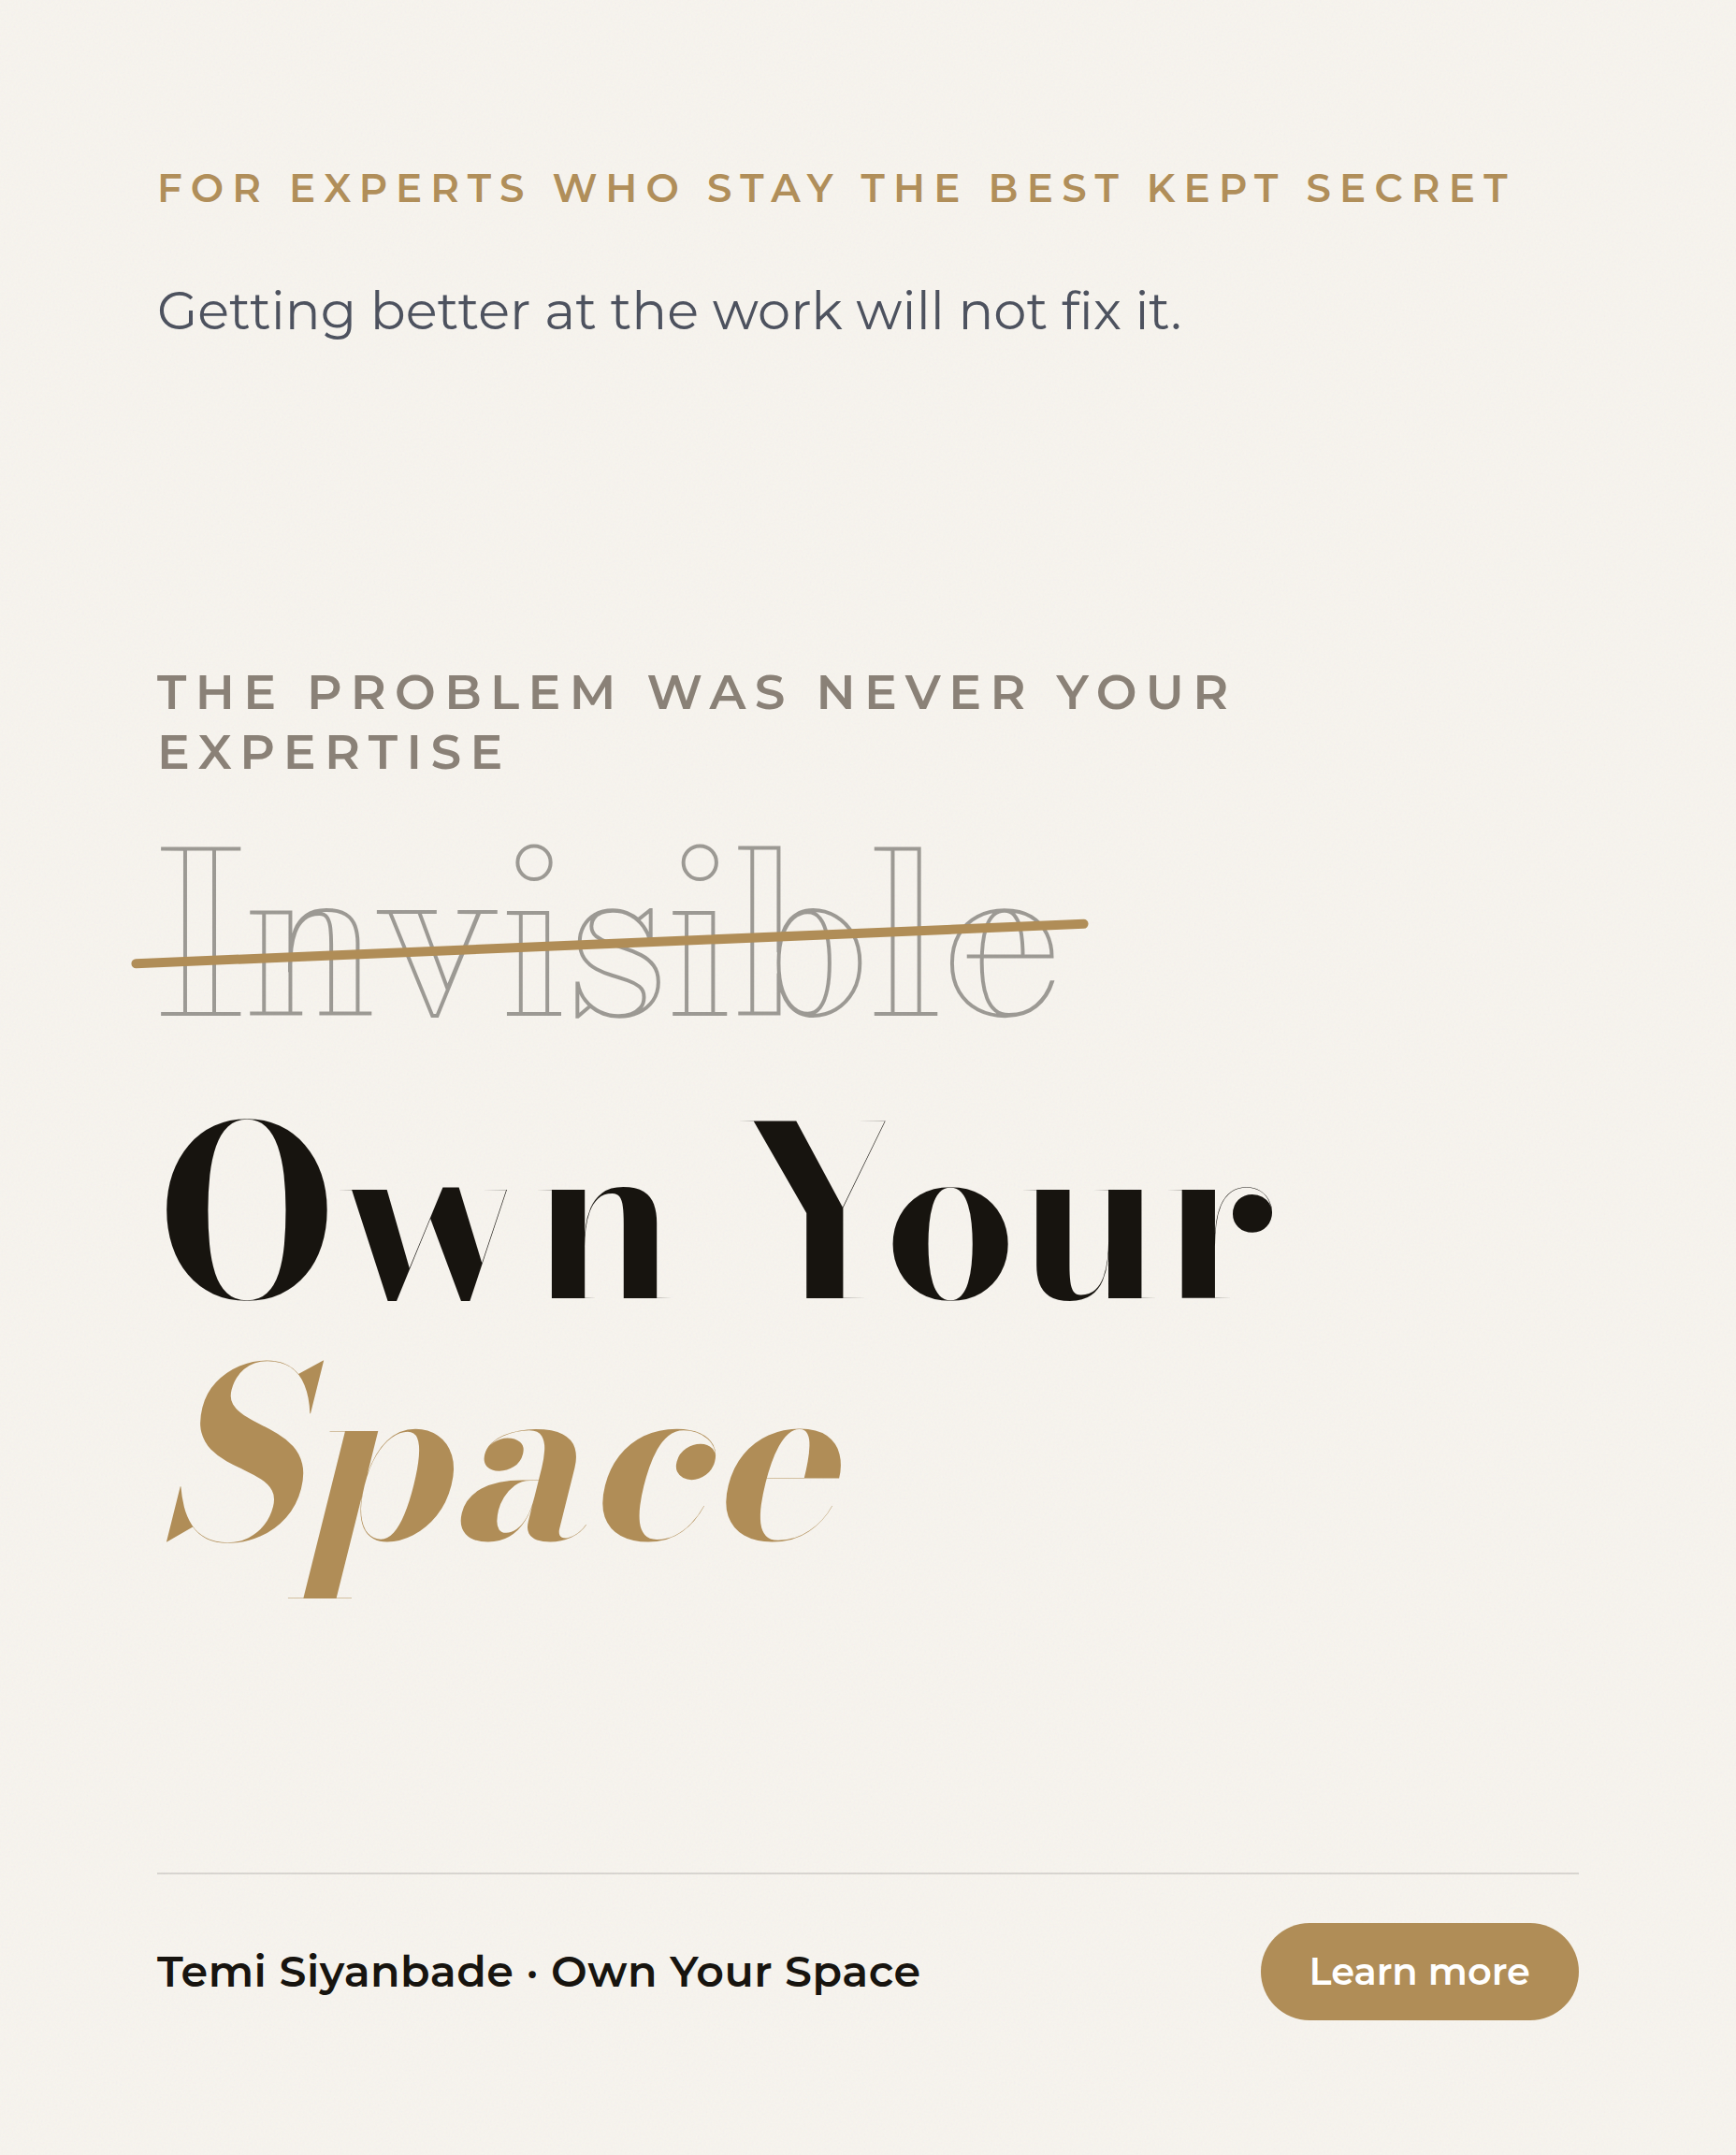 FOR EXPERTS WHO STAY THE BEST KEPT SECRET
Getting better at the work will not fix it.
THE PROBLEM WAS NEVER YOUR
EXPERTISE
Invisible
Own Your
Space
Temi Siyanbade · Own Your Space
Learn more